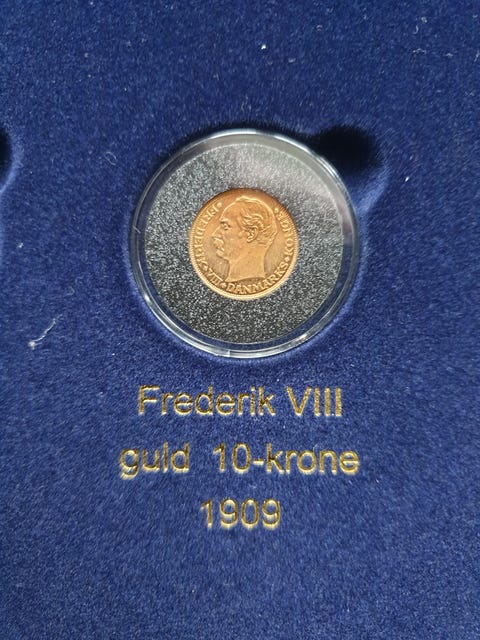 FREDERIK VIII DANMARKS KONGE
Frederik VIII
guld 10-krone
1909